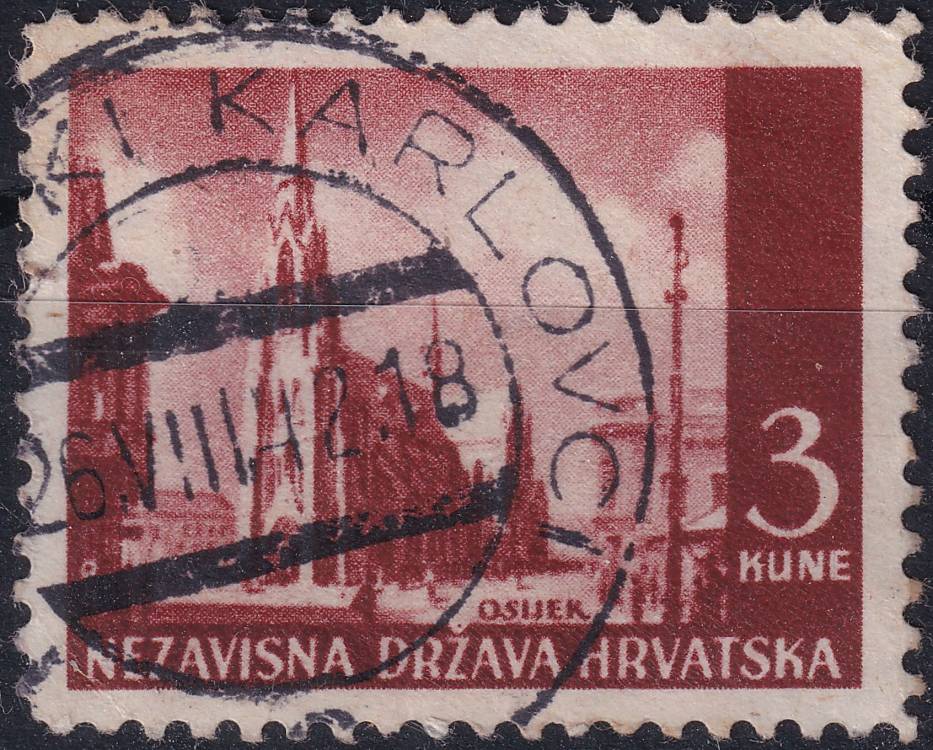 KARLOVCI
26.VIII.42.18
3
KUNE
OSIJEK
NEZAVISNA DRŽAVA HRVATSKA